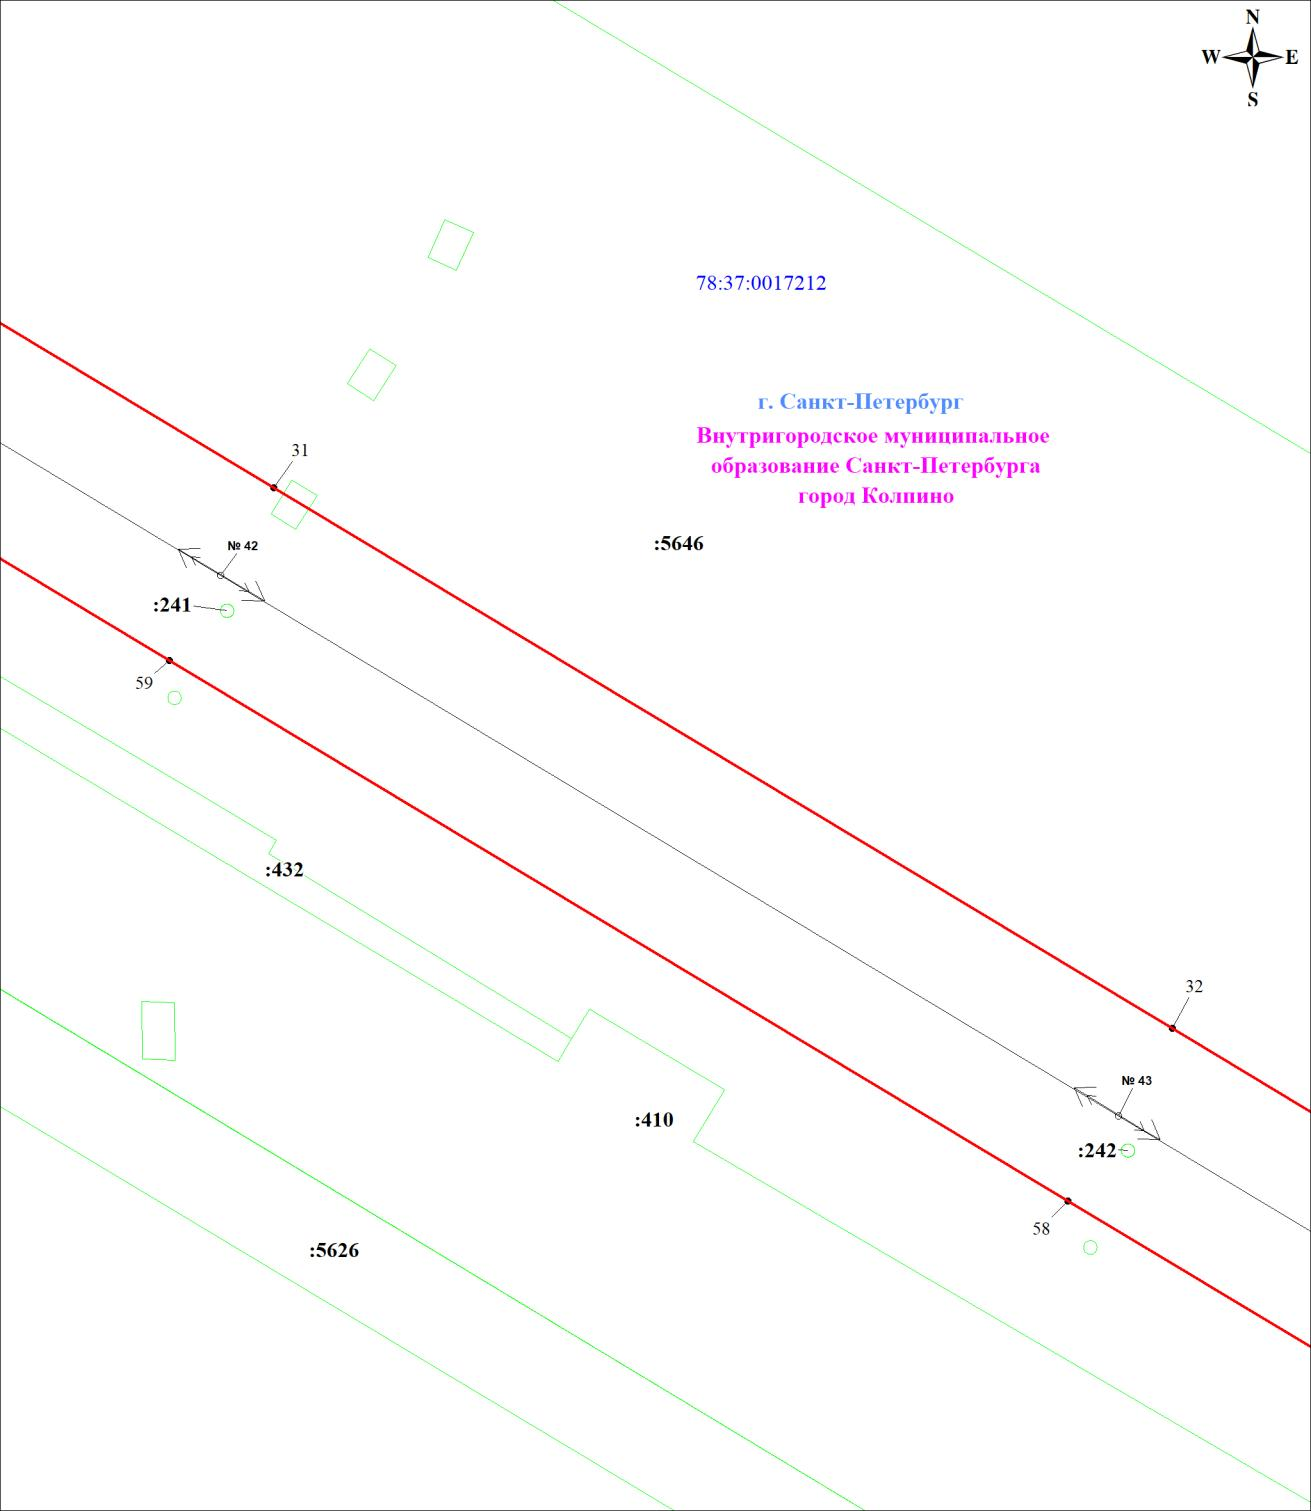 N
W E
S
78:37:0017212
г. Санкт-Петербург
Внутригородское муниципальное
образование Санкт-Петербурга
город Колпино
31
:5646
№ 42
:241
59
:432
32
№ 43
:410
:242
58
:5626